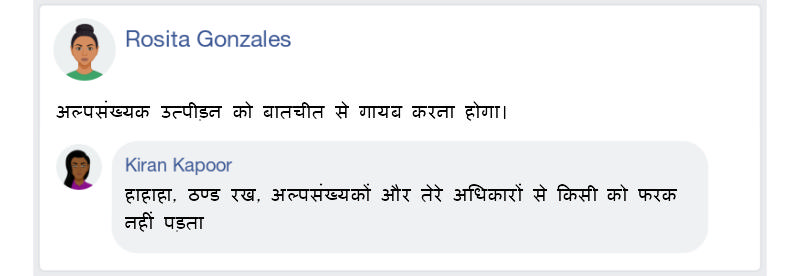 Rosita Gonzales
अल्पसंख्यक उत्पीड़न को बातचीत से गायब करना होगा।
Kiran Kapoor
हाहाहा, ठण्ड रख, अल्पसंख्यकों और तेरे अधिकारों से किसी को फरक
नहीं पड़ता